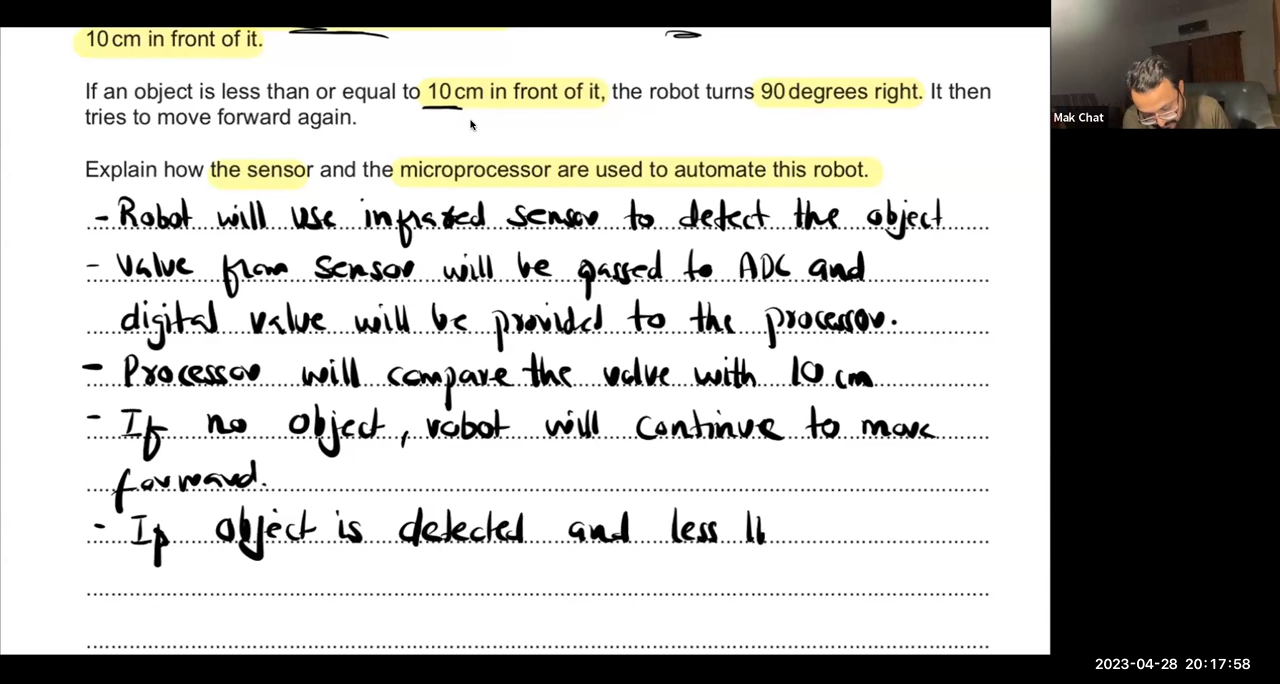 10 cm in front of it.
If an object is less than or equal to 10 cm in front of it, the robot turns 90 degrees right. It then
tries to move forward again.
Explain how the sensor and the microprocessor are used to automate this robot.
- Robot will use infrared sensor to detect the object
- Value from sensor will be passed to ADC and
digital value will be provided to the processor.
- Processor will compare the value with 10 cm
- If no object, robot will continue to move
forward.
- If object is detected and less
Mak Chat
2023-04-28 20:17:58